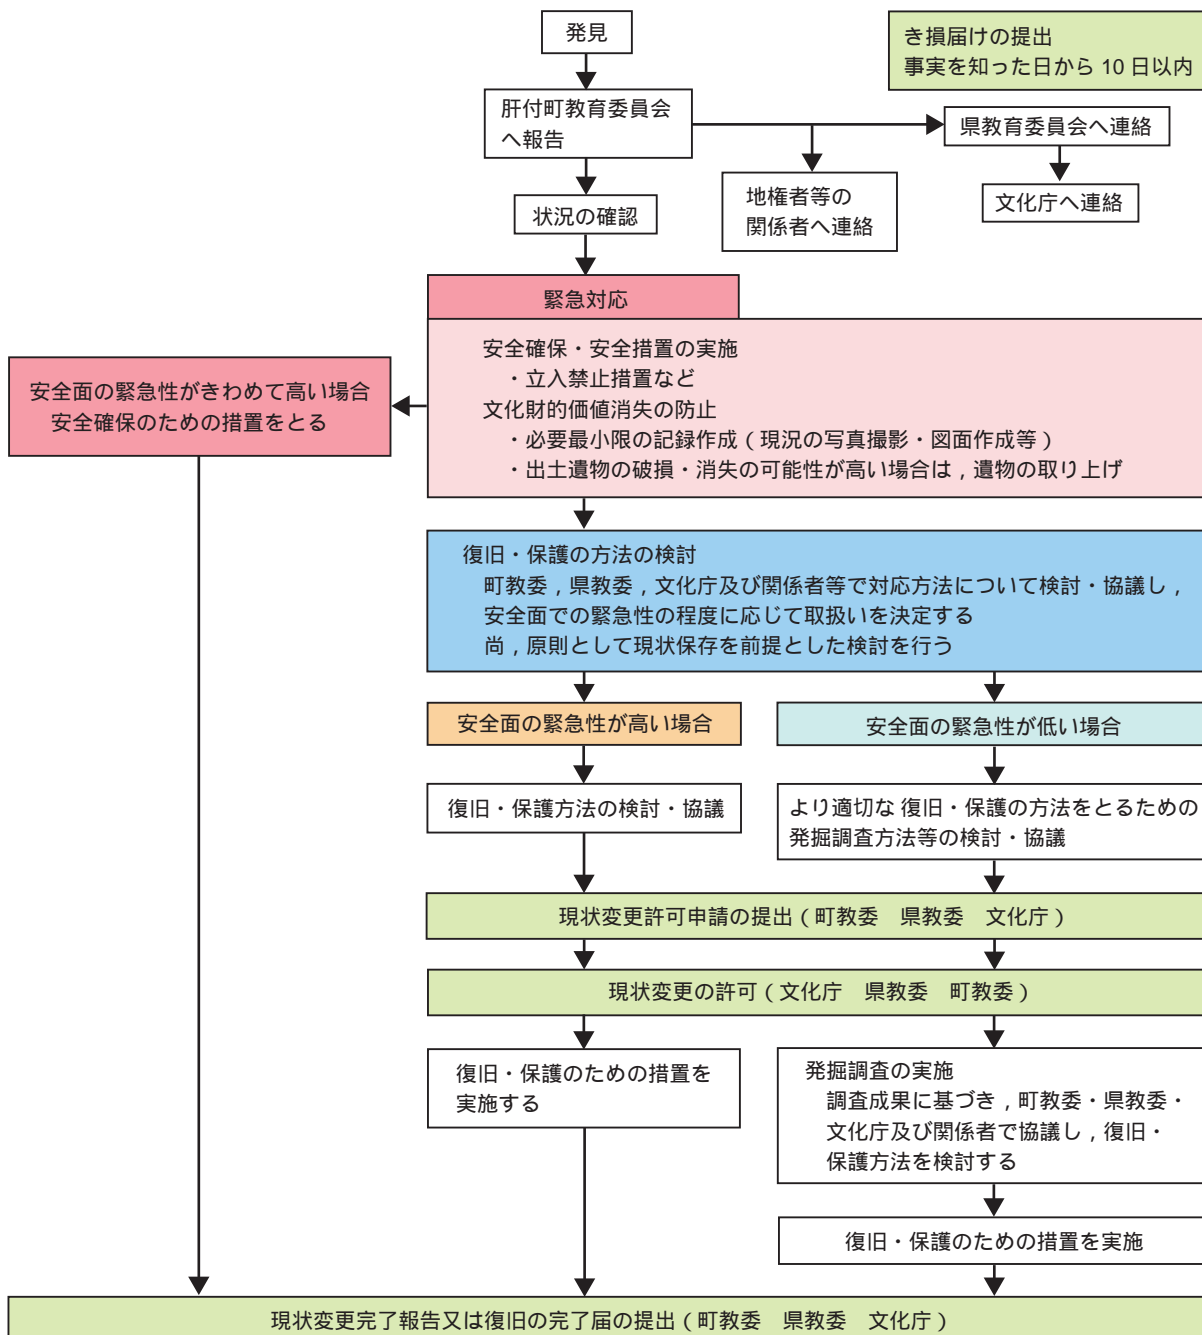 発見
き損届けの提出
事実を知った日から 10 日以内
肝付町教育委員会
へ報告
県教育委員会へ連絡
地権者等の
関係者へ連絡
文化庁へ連絡
状況の確認
緊急対応
安全確保・安全措置の実施
・立入禁止措置など
文化財的価値消失の防止
・必要最小限の記録作成（現況の写真撮影・図面作成等）
・出土遺物の破損・消失の可能性が高い場合は，遺物の取り上げ
安全面の緊急性がきわめて高い場合
安全確保のための措置をとる
復旧・保護の方法の検討
町教委，県教委，文化庁及び関係者等で対応方法について検討・協議し，
安全面での緊急性の程度に応じて取扱いを決定する
尚，原則として現状保存を前提とした検討を行う
安全面の緊急性が高い場合
安全面の緊急性が低い場合
復旧・保護方法の検討・協議
より適切な 復旧・保護の方法をとるための
発掘調査方法等の検討・協議
現状変更許可申請の提出（町教委　県教委　文化庁）
現状変更の許可（文化庁　県教委　町教委）
復旧・保護のための措置を
実施する
発掘調査の実施
調査成果に基づき，町教委・県教委・
文化庁及び関係者で協議し，復旧・
保護方法を検討する
復旧・保護のための措置を実施
現状変更完了報告又は復旧の完了届の提出（町教委　県教委　文化庁）